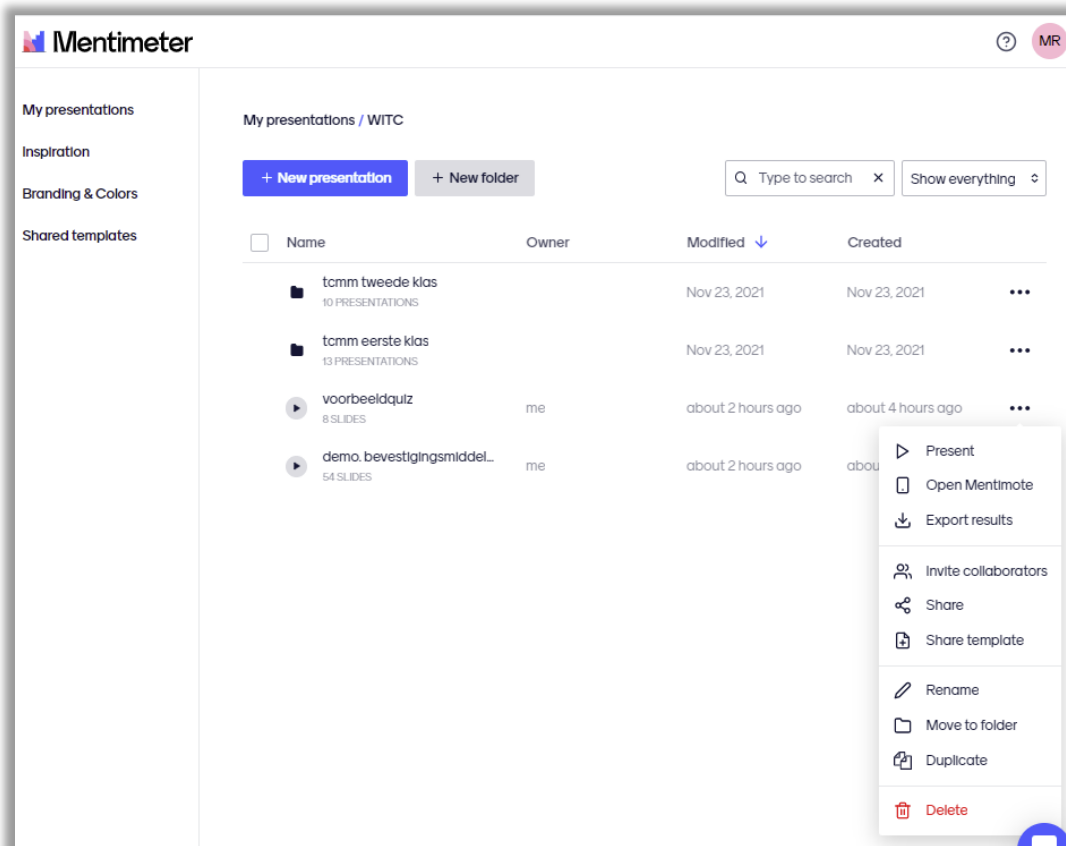 Mentimeter
MR
My presentations
Inspiration
Branding & Colors
Shared templates
My presentations / WITC
+ New presentation
+ New folder
Type to search
Show everything
Name Owner Modified Created
tcmm tweede klas
10 PRESENTATIONS
Nov 23, 2021 Nov 23, 2021
tcmm eerste klas
13 PRESENTATIONS
Nov 23, 2021 Nov 23, 2021
voorbeeldquiz
8 SLIDES
me about 2 hours ago about 4 hours ago
demo. bevestigingsmiddel...
54 SLIDES
me about 2 hours ago abou
Present
Open Mentimote
Export results
Invite collaborators
Share
Share template
Rename
Move to folder
Duplicate
Delete